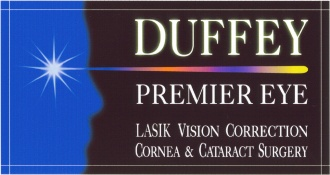 DUFFEY
PREMIER EYE
LASIK VISION CORRECTION
CORNEA & CATARACT SURGERY